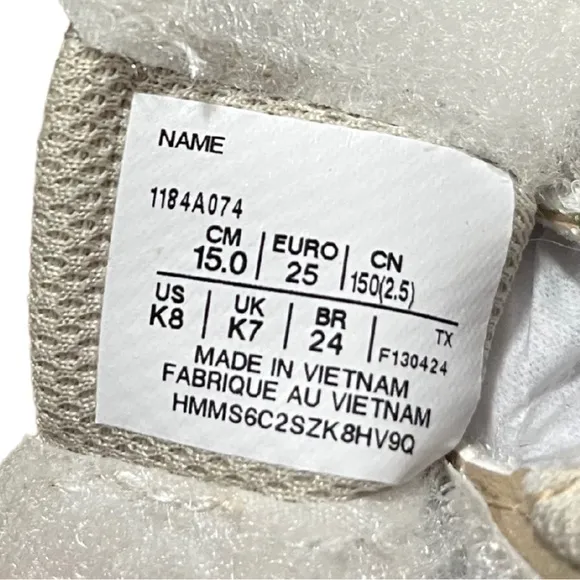 NAME
1184A074
CM | EURO | CN
15.0 | 25 | 150(2.5)
US | UK | BR | TX
K8 | K7 | 24 | F130424
MADE IN VIETNAM
FABRIQUE AU VIETNAM
HMMS6C2SZK8HV9Q